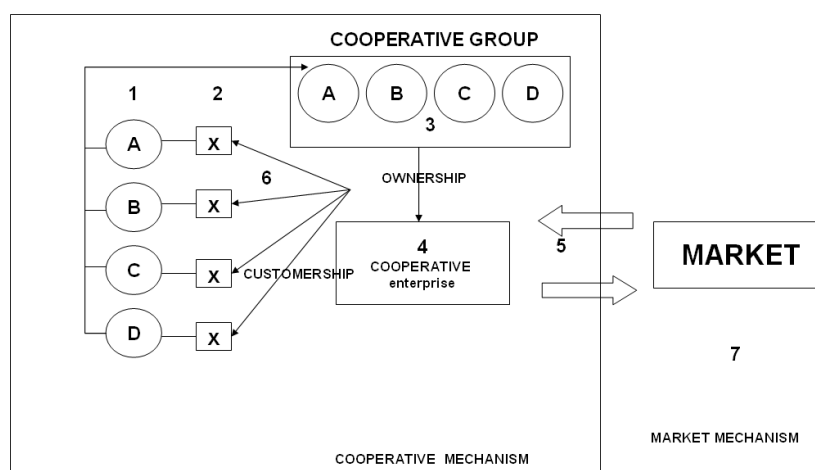 COOPERATIVE GROUP
A B C D
3
1 2
A X
6
OWNERSHIP
B X
4
COOPERATIVE
enterprise
5
MARKET
C X
CUSTOMERSHIP
D X
7
MARKET MECHANISM
COOPERATIVE MECHANISM